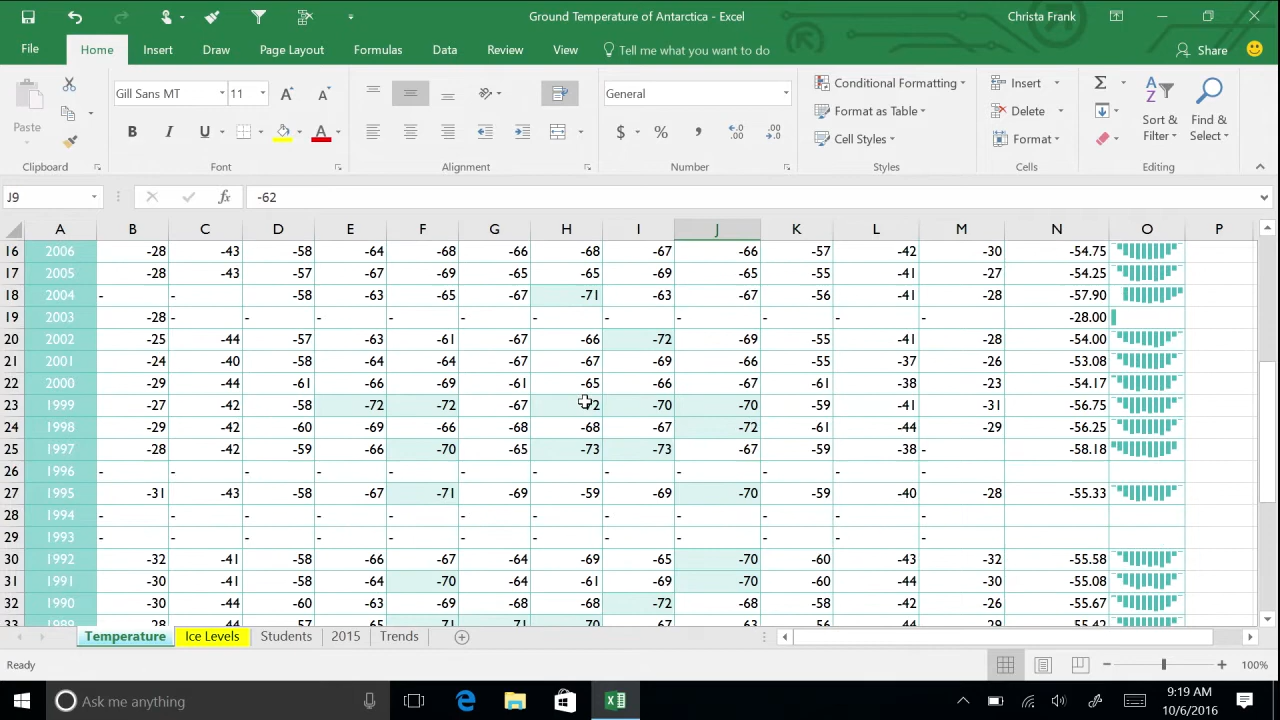 Ground Temperature of Antarctica - Excel
Christa Frank
File Home Insert Draw Page Layout Formulas Data Review View Tell me what you want to do Share
Paste Gill Sans MT 11 General Conditional Formatting Insert
B I U A $ % Format as Table Delete Sort & Filter Find & Select
Cell Styles Format
Clipboard Font Alignment Number Styles Cells Editing
J9 fx -62
A B C D E F G H I J K L M N O P
16 2006 -28 -43 -58 -64 -68 -66 -68 -67 -66 -57 -42 -30 -54.75
17 2005 -28 -43 -57 -67 -69 -65 -65 -69 -65 -55 -41 -27 -54.25
18 2004 - - -58 -63 -65 -67 -71 -63 -67 -56 -41 -28 -57.90
19 2003 -28 - - - - - - - - - - - -28.00
20 2002 -25 -44 -57 -63 -61 -67 -66 -72 -69 -55 -41 -28 -54.00
21 2001 -24 -40 -58 -64 -64 -67 -67 -69 -66 -55 -37 -26 -53.08
22 2000 -29 -44 -61 -66 -69 -61 -65 -66 -67 -61 -38 -23 -54.17
23 1999 -27 -42 -58 -72 -72 -67 -72 -70 -70 -59 -41 -31 -56.75
24 1998 -29 -42 -60 -69 -66 -68 -68 -67 -72 -61 -44 -29 -56.25
25 1997 -28 -42 -59 -66 -70 -65 -73 -73 -67 -59 -38 - -58.18
26 1996 - - - - - - - - - - - -
27 1995 -31 -43 -58 -67 -71 -69 -59 -69 -70 -59 -40 -28 -55.33
28 1994 - - - - - - - - - - - -
29 1993 - - - - - - - - - - - -
30 1992 -32 -41 -58 -66 -67 -64 -69 -65 -70 -60 -43 -32 -55.58
31 1991 -30 -41 -58 -64 -70 -64 -61 -69 -70 -60 -44 -30 -55.08
32 1990 -30 -44 -60 -63 -69 -68 -68 -72 -68 -58 -42 -26 -55.67
33 1989 -28 -44 -57 -65 -71 -71 -70 -67 -63 -56 -44 -29 -55.42
Temperature Ice Levels Students 2015 Trends
Ready 100%
Ask me anything 9:19 AM
10/6/2016